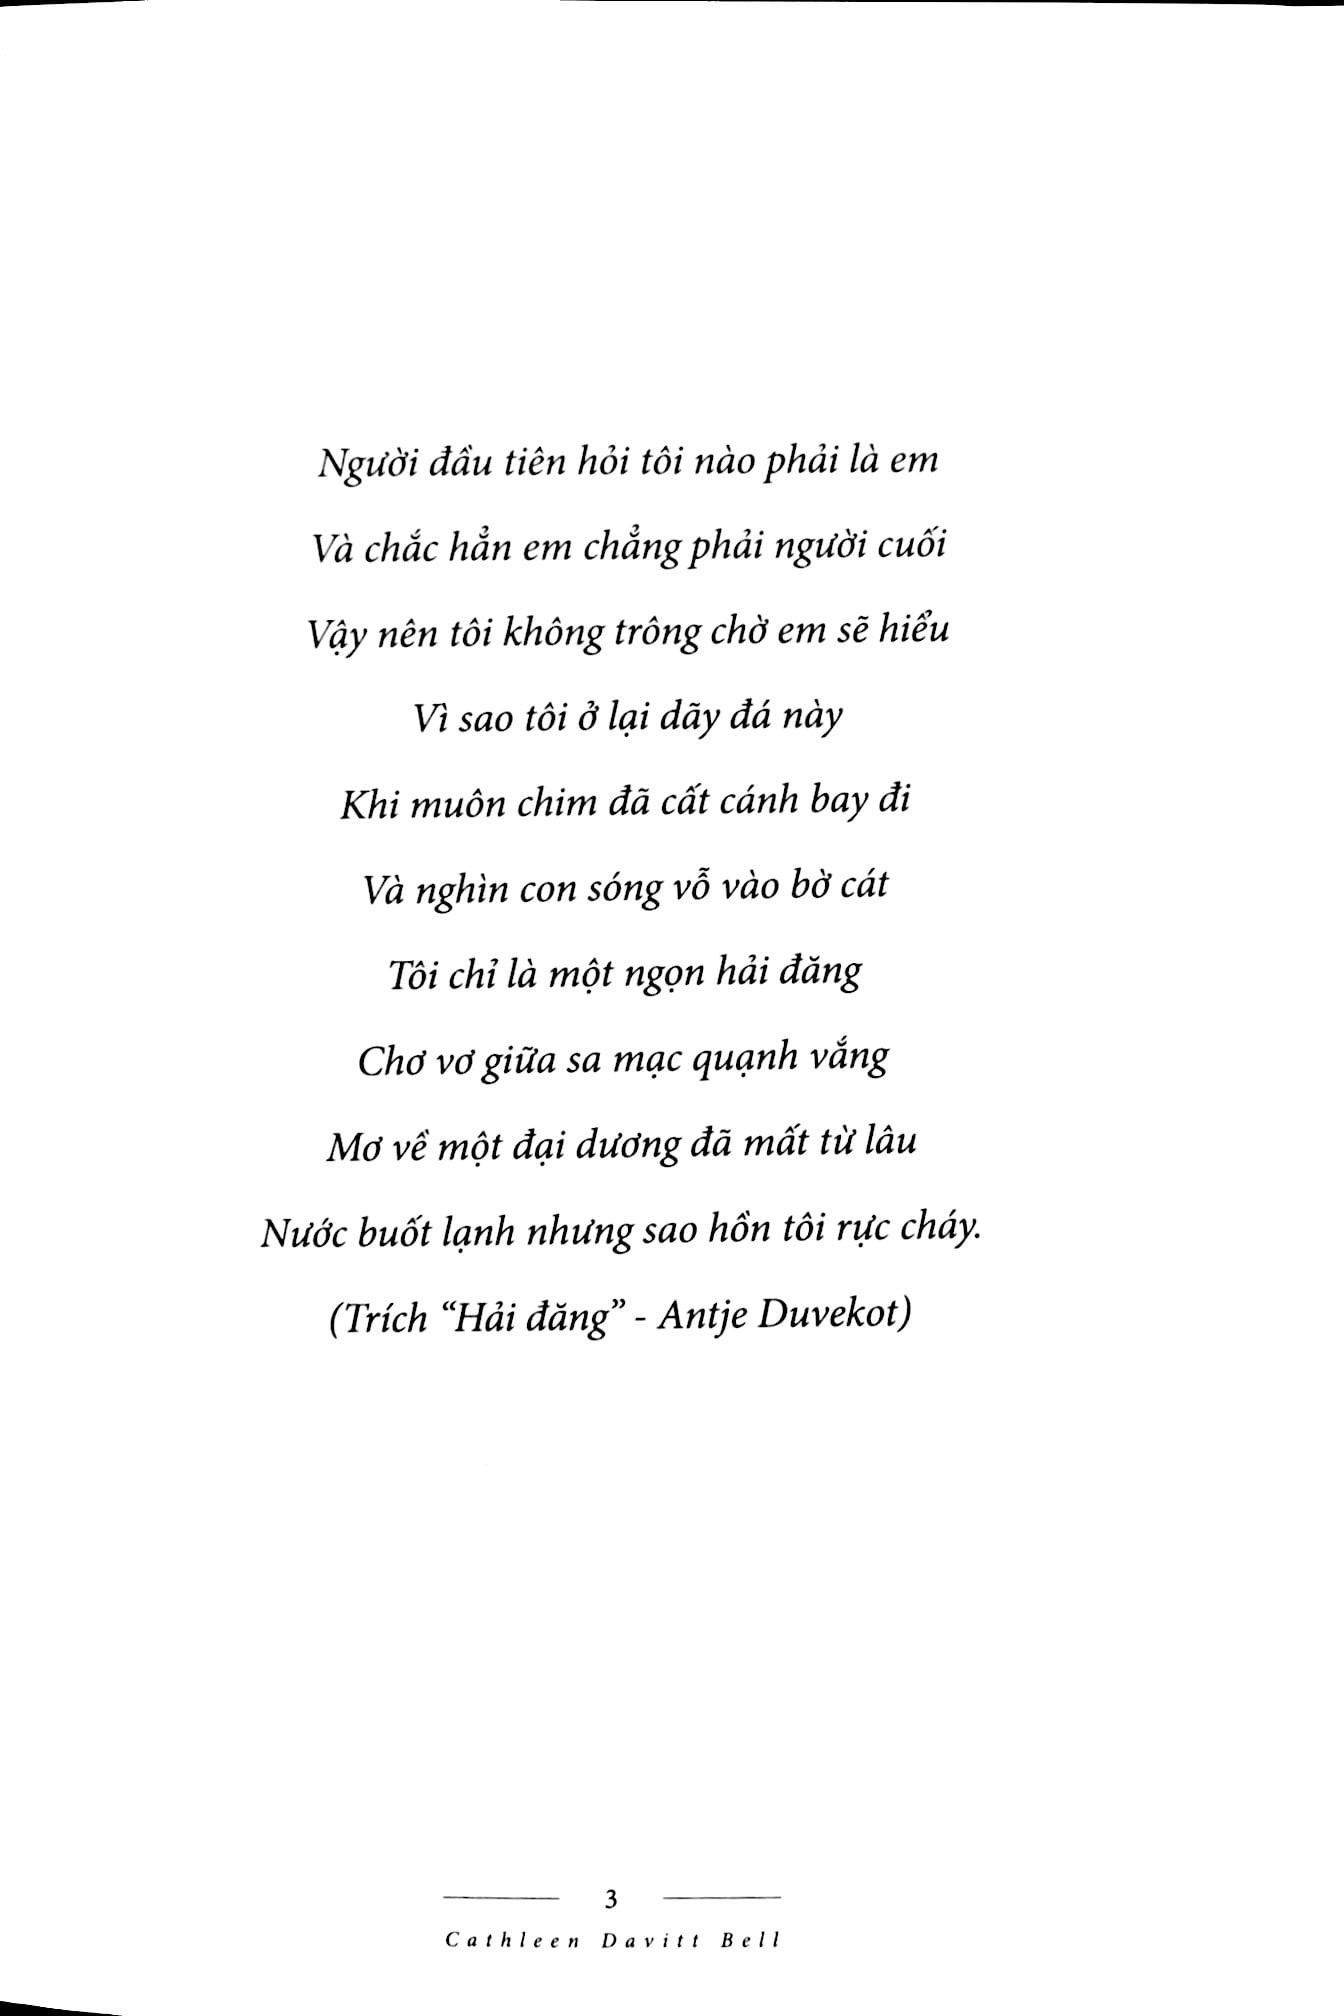 Người đầu tiên hỏi tôi nào phải là em
Và chắc hẳn em chẳng phải người cuối
Vậy nên tôi không trông chờ em sẽ hiểu
Vì sao tôi ở lại dãy đá này
Khi muôn chim đã cất cánh bay đi
Và nghìn con sóng vỗ vào bờ cát
Tôi chỉ là một ngọn hải đăng
Chơ vơ giữa sa mạc quạnh vắng
Mơ về một đại dương đã mất từ lâu
Nước buốt lạnh nhưng sao hồn tôi rực cháy.
(Trích “Hải đăng” - Antje Duvekot)
3
Cathleen Davitt Bell